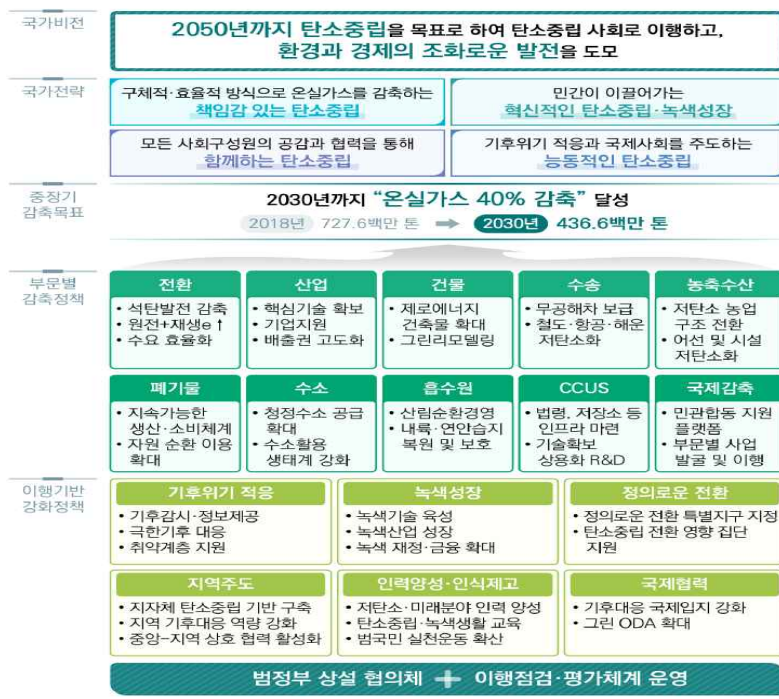 국가비전
2050년까지 탄소중립을 목표로 하여 탄소중립 사회로 이행하고,
환경과 경제의 조화로운 발전을 도모
국가전략
구체적·효율적 방식으로 온실가스를 감축하는
책임감 있는 탄소중립
민간이 이끌어가는
혁신적인 탄소중립·녹색성장
모든 사회구성원의 공감과 협력을 통해
함께하는 탄소중립
기후위기 적응과 국제사회를 주도하는
능동적인 탄소중립
중장기
감축목표
2030년까지 “온실가스 40% 감축” 달성
2018년 727.6백만 톤 ➡ 2030년 436.6백만 톤
부문별
감축정책
전환
• 석탄발전 감축
• 원전+재생e↑
• 수요 효율화
산업
• 핵심기술 확보
• 기업지원
• 배출권 고도화
건물
• 제로에너지
건축물 확대
• 그린리모델링
수송
• 무공해차 보급
• 철도·항공·해운
저탄소화
농축수산
• 저탄소 농업
구조 전환
• 어선 및 시설
저탄소화
폐기물
• 지속가능한
생산·소비체계
• 자원 순환 이용
확대
수소
• 청정수소 공급
확대
• 수소활용
생태계 강화
흡수원
• 산림순환경영
• 내륙·연안습지
복원 및 보호
CCUS
• 법령, 저장소 등
인프라 마련
• 기술확보
상용화 R&D
국제감축
• 민관합동 지원
플랫폼
• 부문별 사업
발굴 및 이행
이행기반
강화정책
기후위기 적응
• 기후감시·정보제공
• 극한기후 대응
• 취약계층 지원
녹색성장
• 녹색기술 육성
• 녹색산업 성장
• 녹색 재정·금융 확대
정의로운 전환
• 정의로운 전환 특별지구 지정
• 탄소중립 전환 영향 집단
지원
지역주도
• 지자체 탄소중립 기반 구축
• 지역 기후대응 역량 강화
• 중앙-지역 상호 협력 활성화
인력양성·인식제고
• 저탄소·미래분야 인력 양성
• 탄소중립·녹색생활 교육
• 범국민 실천운동 확산
국제협력
• 기후대응 국제입지 강화
• 그린 ODA 확대
범정부 상설 협의체 + 이행점검·평가체계 운영